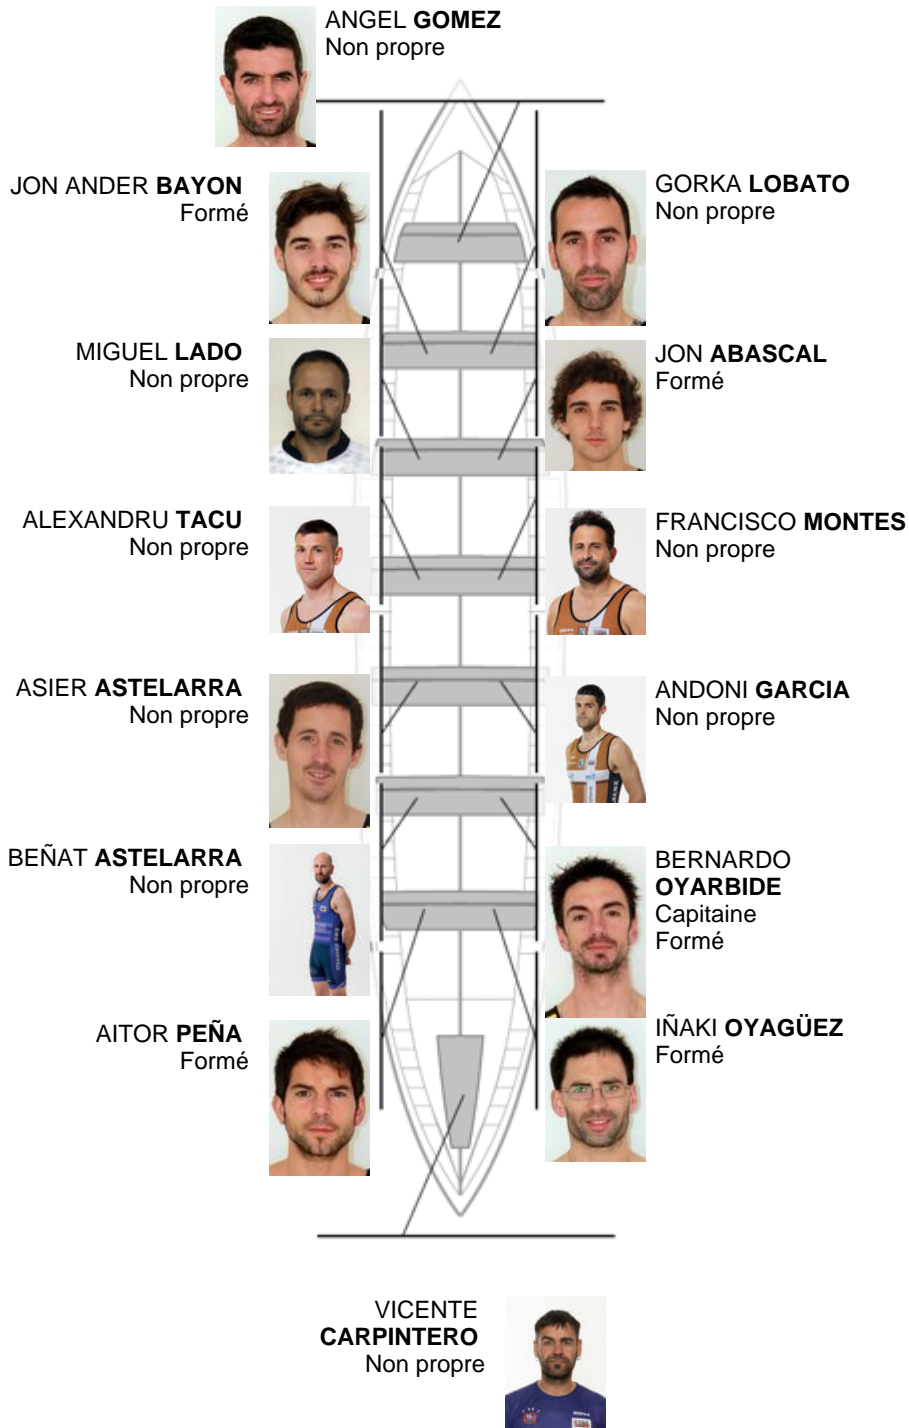 ANGEL GOMEZ
Non propre
JON ANDER BAYON
Formé
GORKA LOBATO
Non propre
MIGUEL LADO
Non propre
JON ABASCAL
Formé
ALEXANDRU TACU
Non propre
FRANCISCO MONTES
Non propre
ASIER ASTELARRA
Non propre
ANDONI GARCIA
Non propre
BEÑAT ASTELARRA
Non propre
BERNARDO
OYARBIDE
Capitaine
Formé
AITOR PEÑA
Formé
IÑAKI OYAGÜEZ
Formé
VICENTE
CARPINTERO
Non propre